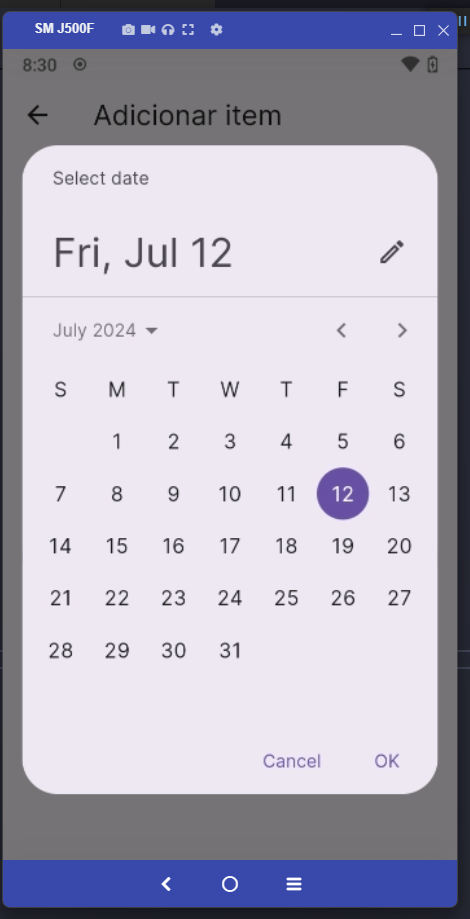 SM J500F
8:30
Adicionar item
Select date
Fri, Jul 12
July 2024
S M T W T F S
1 2 3 4 5 6
7 8 9 10 11 12 13
14 15 16 17 18 19 20
21 22 23 24 25 26 27
28 29 30 31
Cancel OK